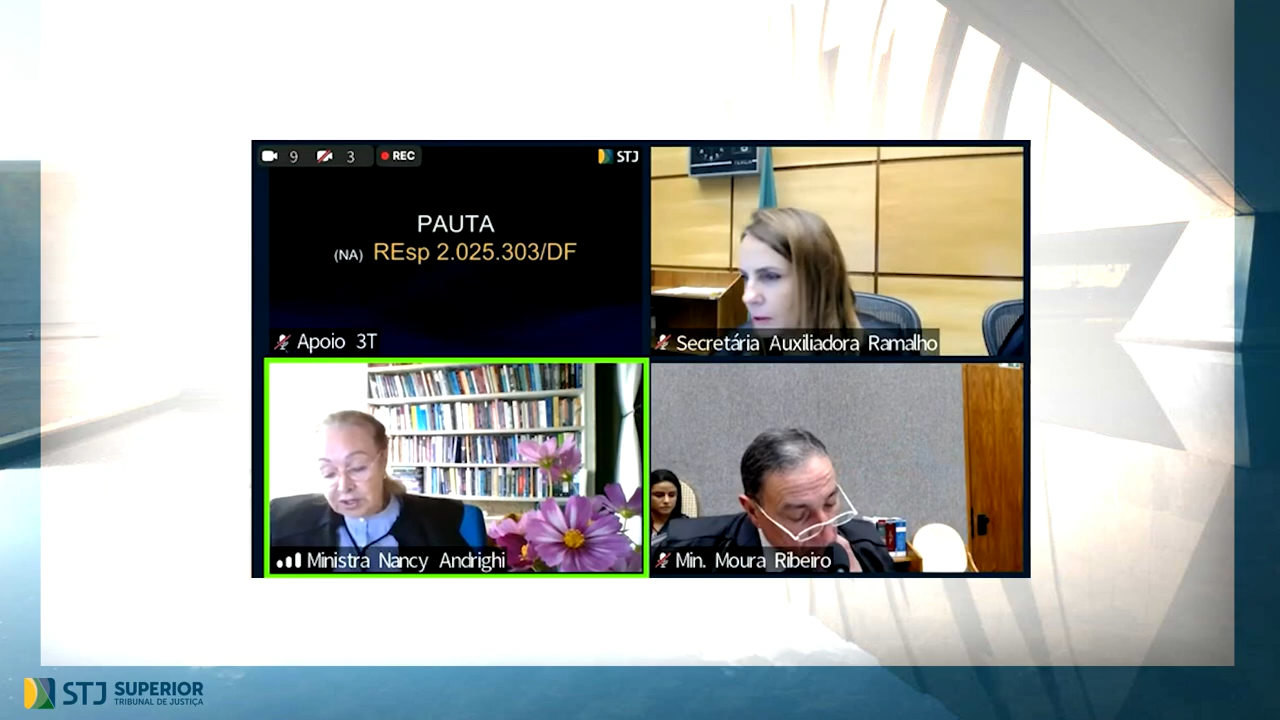 9 3 REC
STJ
PAUTA
(NA) REsp 2.025.303/DF
Apoio 3T
Secretária Auxiliadora Ramalho
Ministra Nancy Andrighi
Min. Moura Ribeiro
STJ SUPERIOR
TRIBUNAL DE JUSTIÇA